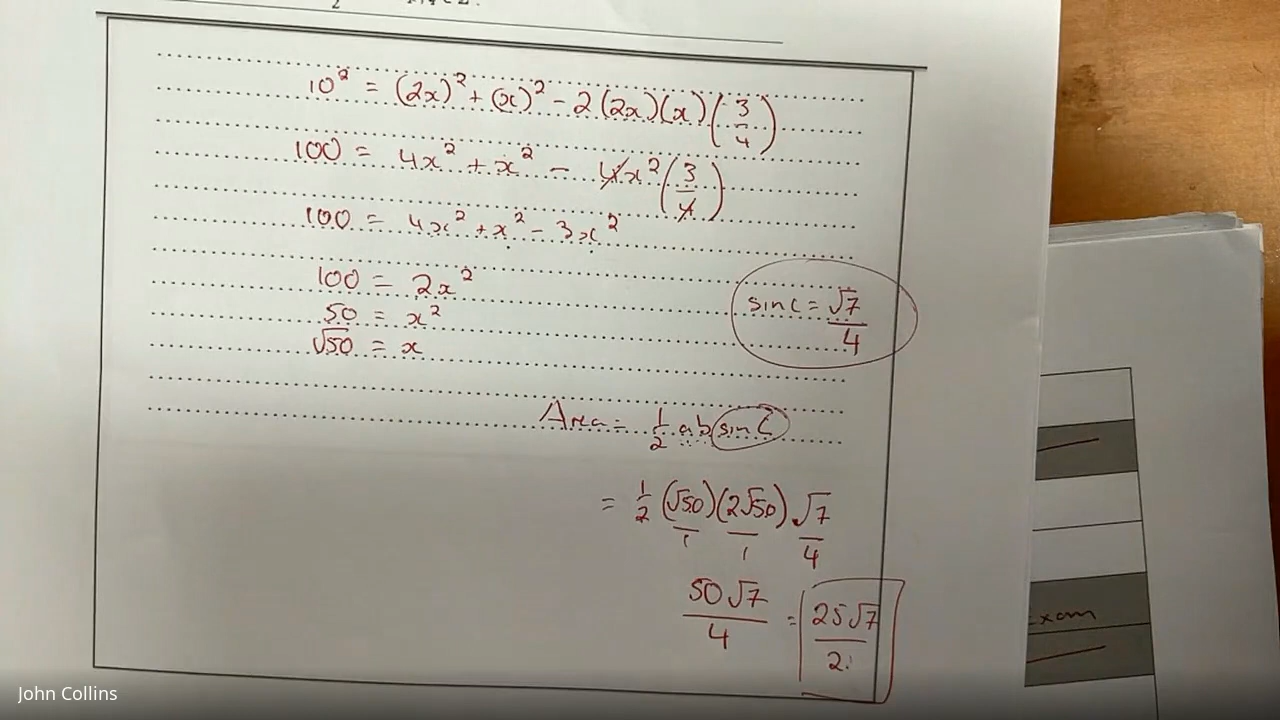 10² = (2x)² + (x)² - 2(2x)(x)(3/4)
100 = 4x² + x² - 4x²(3/4)
100 = 4x² + x² - 3x²
100 = 2x²
50 = x²
√50 = x
sin C = √7/4
Area = 1/2 ab sin C
= 1/2 (√50)/1 (2√50)/1 √7/4
50√7/4 = 25√7/2
Exam
John Collins